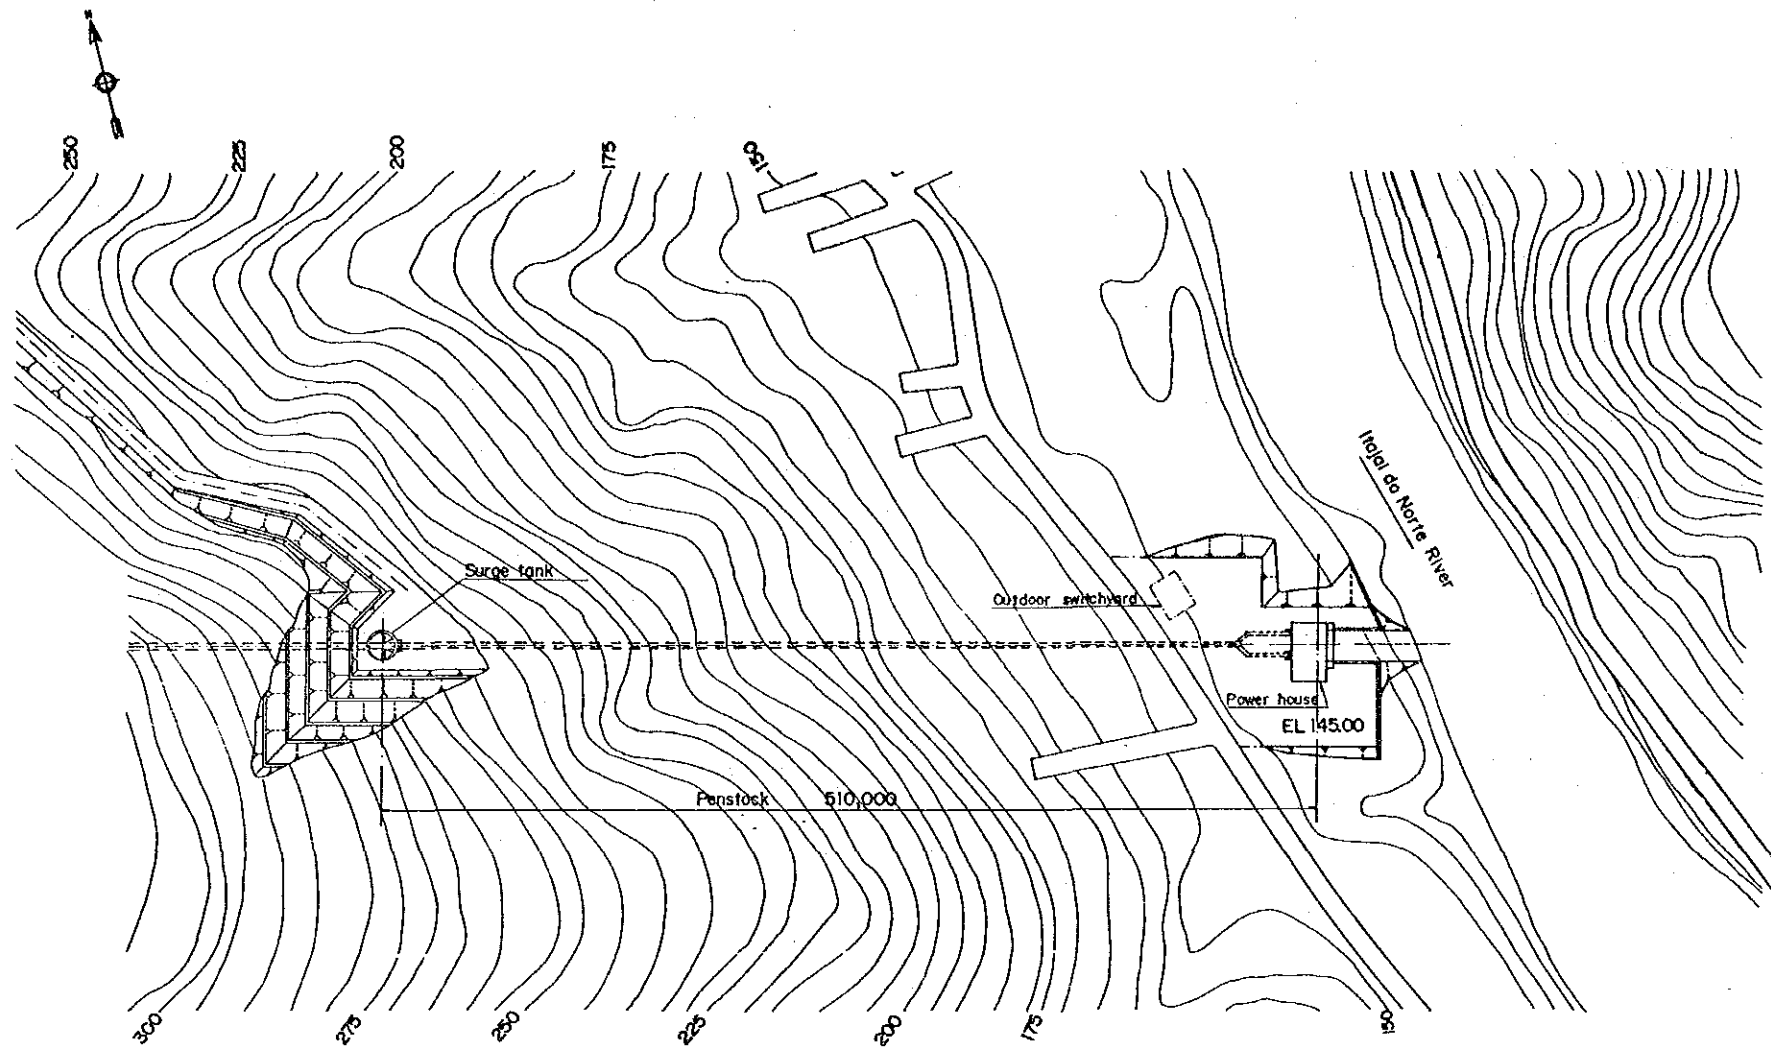 N
250
225
200
175
150
Itajai do Norte River
Surge tank
Outdoor switchyard
Power house
EL 145.00
Penstock 510,000
300
275
250
225
200
175
150